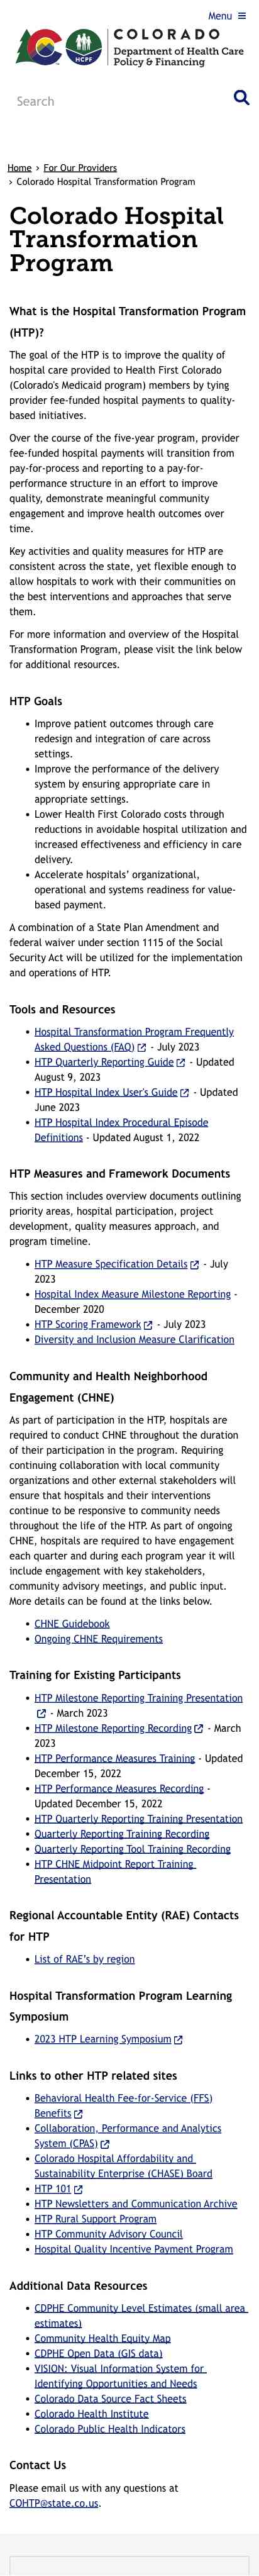 Menu ≡
COLORADO
Department of Health Care
Policy & Financing
CO
HCPF
Search
Home › For Our Providers
› Colorado Hospital Transformation Program
Colorado Hospital
Transformation
Program
What is the Hospital Transformation Program
(HTP)?
The goal of the HTP is to improve the quality of
hospital care provided to Health First Colorado
(Colorado's Medicaid program) members by tying
provider fee-funded hospital payments to quality-
based initiatives.
Over the course of the five-year program, provider
fee-funded hospital payments will transition from
pay-for-process and reporting to a pay-for-
performance structure in an effort to improve
quality, demonstrate meaningful community
engagement and improve health outcomes over
time.
Key activities and quality measures for HTP are
consistent across the state, yet flexible enough to
allow hospitals to work with their communities on
the best interventions and approaches that serve
them.
For more information and overview of the Hospital
Transformation Program, please visit the link below
for additional resources.
HTP Goals
• Improve patient outcomes through care
redesign and integration of care across
settings.
• Improve the performance of the delivery
system by ensuring appropriate care in
appropriate settings.
• Lower Health First Colorado costs through
reductions in avoidable hospital utilization and
increased effectiveness and efficiency in care
delivery.
• Accelerate hospitals’ organizational,
operational and systems readiness for value-
based payment.
A combination of a State Plan Amendment and
federal waiver under section 1115 of the Social
Security Act will be utilized for the implementation
and operations of HTP.
Tools and Resources
• Hospital Transformation Program Frequently
Asked Questions (FAQ) - July 2023
• HTP Quarterly Reporting Guide - Updated
August 9, 2023
• HTP Hospital Index User's Guide - Updated
June 2023
• HTP Hospital Index Procedural Episode
Definitions - Updated August 1, 2022
HTP Measures and Framework Documents
This section includes overview documents outlining
priority areas, hospital participation, project
development, quality measures approach, and
program timeline.
• HTP Measure Specification Details - July
2023
• Hospital Index Measure Milestone Reporting -
December 2020
• HTP Scoring Framework - July 2023
• Diversity and Inclusion Measure Clarification
Community and Health Neighborhood
Engagement (CHNE)
As part of participation in the HTP, hospitals are
required to conduct CHNE throughout the duration
of their participation in the program. Requiring
continuing collaboration with local community
organizations and other external stakeholders will
ensure that hospitals and their interventions
continue to be responsive to community needs
throughout the life of the HTP. As part of ongoing
CHNE, hospitals are required to have engagement
each quarter and during each program year it will
include engagement with key stakeholders,
community advisory meetings, and public input.
More details can be found at the links below.
• CHNE Guidebook
• Ongoing CHNE Requirements
Training for Existing Participants
• HTP Milestone Reporting Training Presentation
- March 2023
• HTP Milestone Reporting Recording - March
2023
• HTP Performance Measures Training - Updated
December 15, 2022
• HTP Performance Measures Recording -
Updated December 15, 2022
• HTP Quarterly Reporting Training Presentation
• Quarterly Reporting Training Recording
• Quarterly Reporting Tool Training Recording
• HTP CHNE Midpoint Report Training
Presentation
Regional Accountable Entity (RAE) Contacts
for HTP
• List of RAE’s by region
Hospital Transformation Program Learning
Symposium
• 2023 HTP Learning Symposium
Links to other HTP related sites
• Behavioral Health Fee-for-Service (FFS)
Benefits
• Collaboration, Performance and Analytics
System (CPAS)
• Colorado Hospital Affordability and
Sustainability Enterprise (CHASE) Board
• HTP 101
• HTP Newsletters and Communication Archive
• HTP Rural Support Program
• HTP Community Advisory Council
• Hospital Quality Incentive Payment Program
Additional Data Resources
• CDPHE Community Level Estimates (small area
estimates)
• Community Health Equity Map
• CDPHE Open Data (GIS data)
• VISION: Visual Information System for
Identifying Opportunities and Needs
• Colorado Data Source Fact Sheets
• Colorado Health Institute
• Colorado Public Health Indicators
Contact Us
Please email us with any questions at
COHTP@state.co.us.